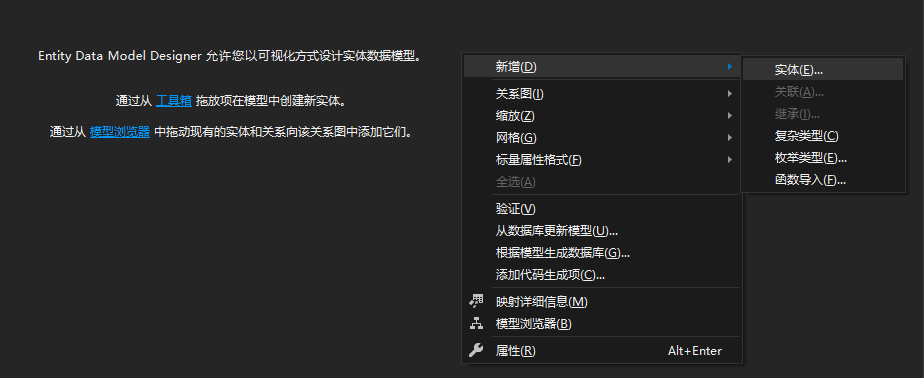 Entity Data Model Designer 允许您以可视化方式设计实体数据模型。
通过从 工具箱 拖放项在模型中创建新实体。
通过从 模型浏览器 中拖动现有的实体和关系向该关系图中添加它们。
新增(D)
关系图(I)
缩放(Z)
网格(G)
标量属性格式(F)
全选(A)
验证(V)
从数据库更新模型(U)...
根据模型生成数据库(G)...
添加代码生成项(C)...
映射详细信息(M)
模型浏览器(B)
属性(R) Alt+Enter
实体(E)...
关联(A)...
继承(I)...
复杂类型(C)
枚举类型(E)...
函数导入(F)...